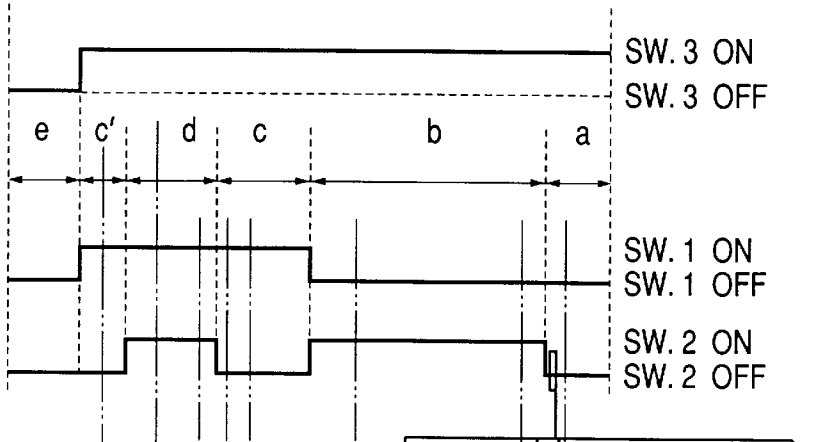 SW. 3 ON
SW. 3 OFF
e c' d c b a
SW. 1 ON
SW. 1 OFF
SW. 2 ON
SW. 2 OFF